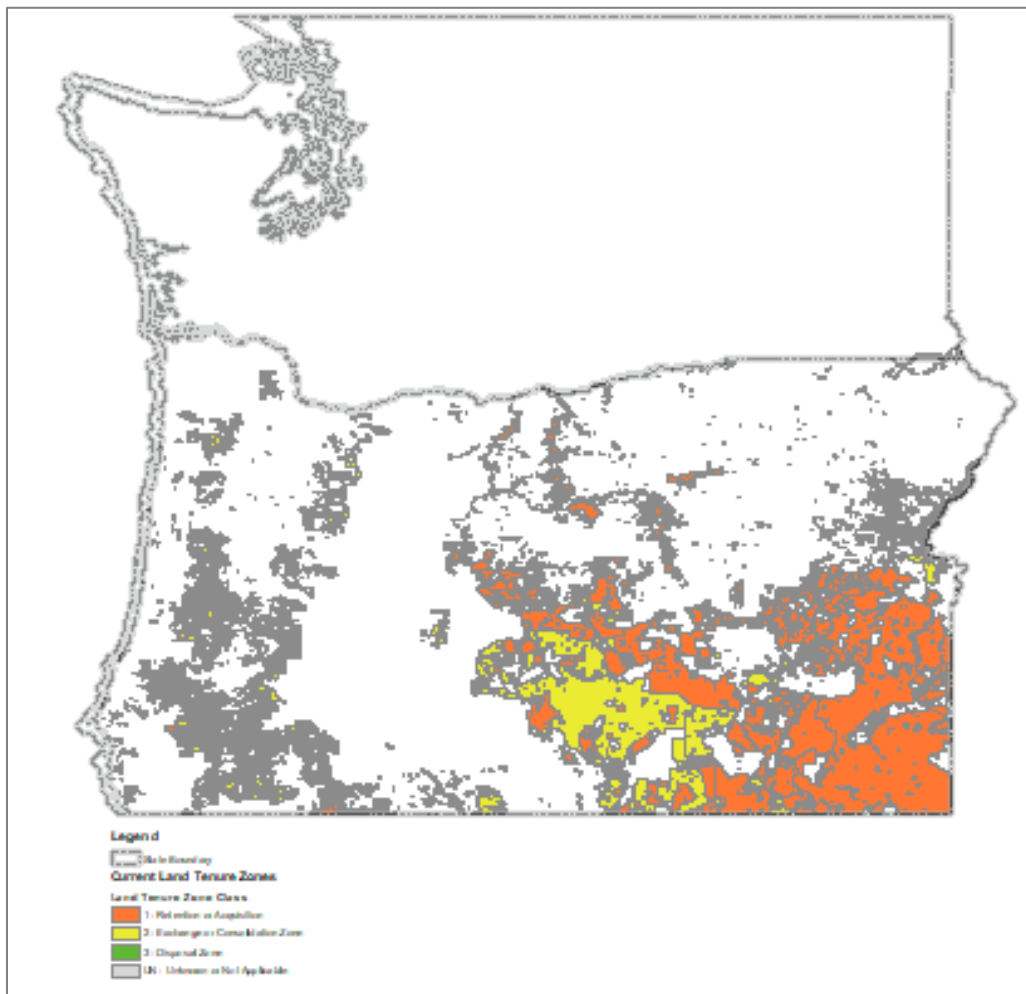 Legend
State Boundary
Current Land Tenure Zones
Land Tenure Zone Class
1 : Retention or Acquisition
2 : Exchange or Consolidation Zone
3 : Disposal Zone
UN : Unknown or Not Applicable